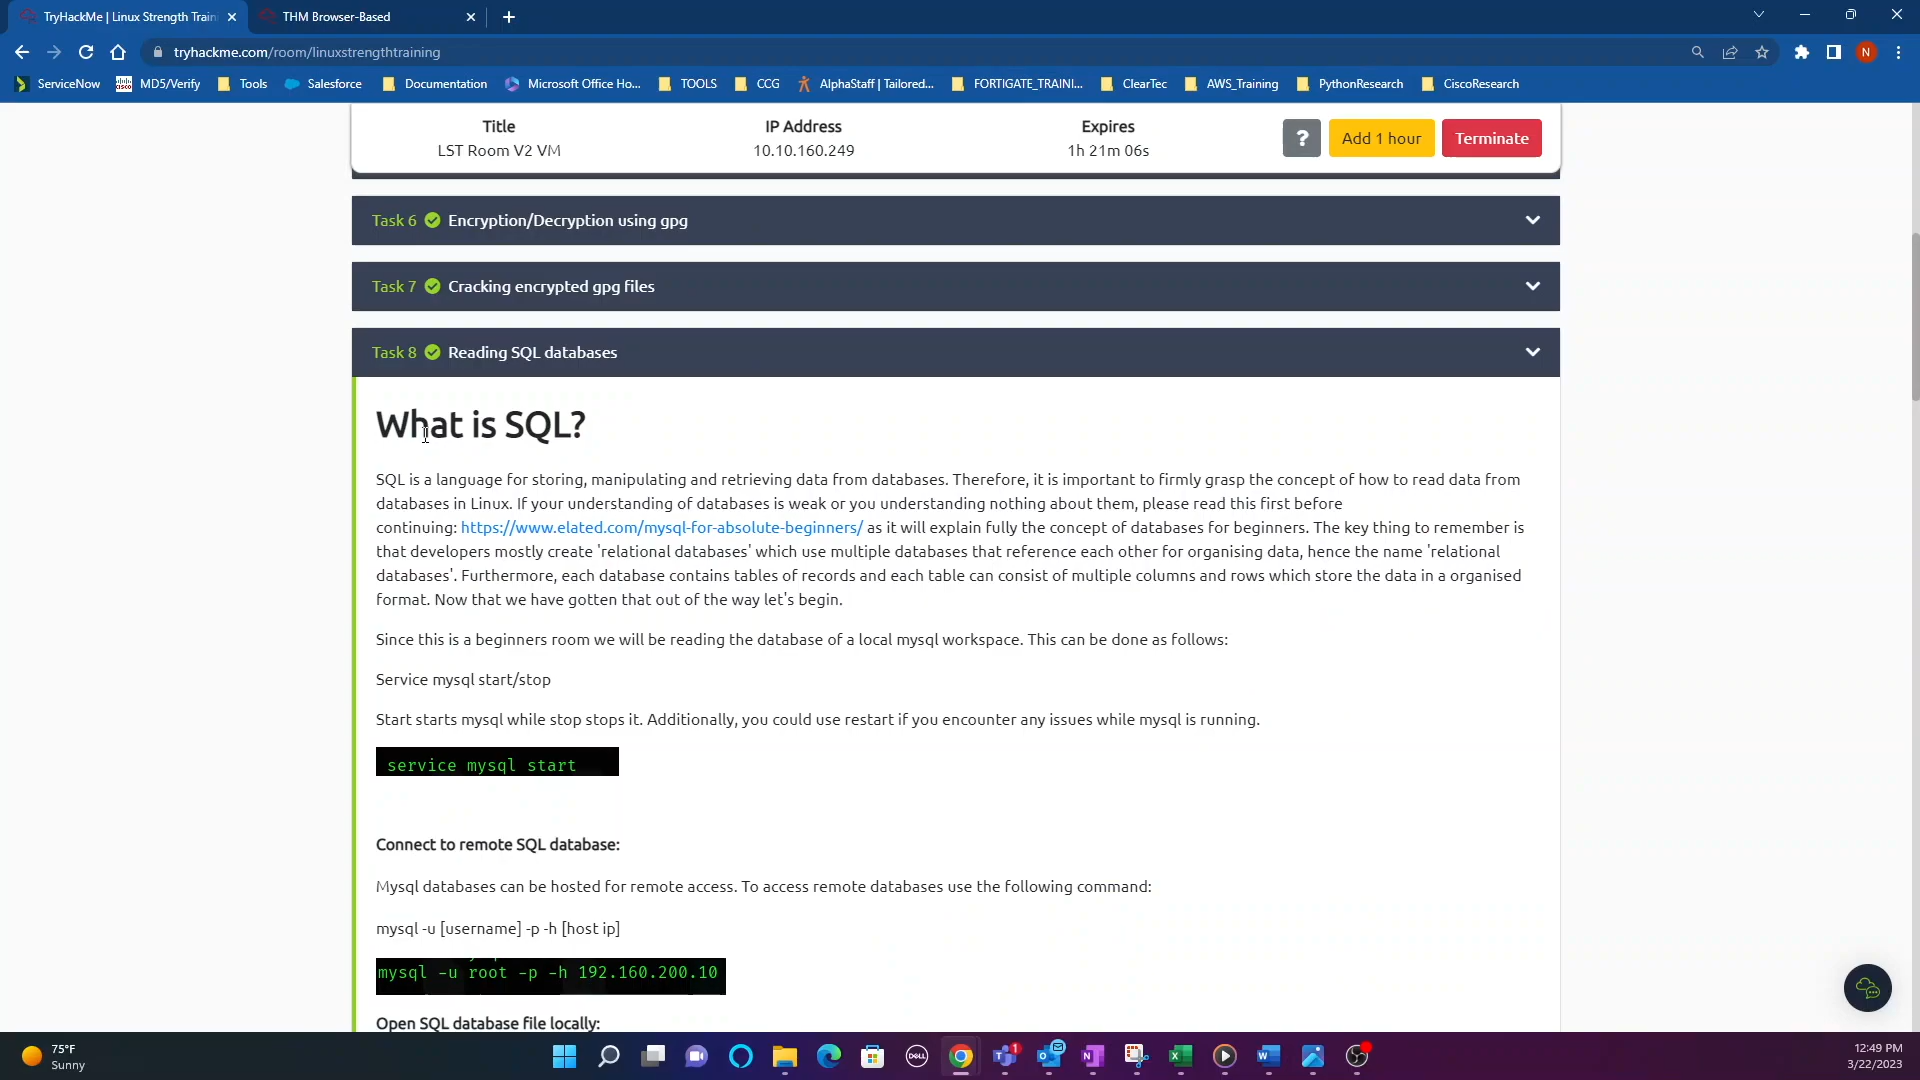 TryHackMe | Linux Strength Train
THM Browser-Based
tryhackme.com/room/linuxstrengthtraining
N
ServiceNow
MD5/Verify
Tools
Salesforce
Documentation
Microsoft Office Ho...
TOOLS
CCG
AlphaStaff | Tailored...
FORTIGATE_TRAINI...
ClearTec
AWS_Training
PythonResearch
CiscoResearch
Title
LST Room V2 VM
IP Address
10.10.160.249
Expires
1h 21m 06s
?
Add 1 hour
Terminate
Task 6 Encryption/Decryption using gpg
Task 7 Cracking encrypted gpg files
Task 8 Reading SQL databases
What is SQL?
SQL is a language for storing, manipulating and retrieving data from databases. Therefore, it is important to firmly grasp the concept of how to read data from
databases in Linux. If your understanding of databases is weak or you understanding nothing about them, please read this first before
continuing: https://www.elated.com/mysql-for-absolute-beginners/ as it will explain fully the concept of databases for beginners. The key thing to remember is
that developers mostly create 'relational databases' which use multiple databases that reference each other for organising data, hence the name 'relational
databases'. Furthermore, each database contains tables of records and each table can consist of multiple columns and rows which store the data in a organised
format. Now that we have gotten that out of the way let's begin.
Since this is a beginners room we will be reading the database of a local mysql workspace. This can be done as follows:
Service mysql start/stop
Start starts mysql while stop stops it. Additionally, you could use restart if you encounter any issues while mysql is running.
service mysql start
Connect to remote SQL database:
Mysql databases can be hosted for remote access. To access remote databases use the following command:
mysql -u [username] -p -h [host ip]
mysql -u root -p -h 192.160.200.10
Open SQL database file locally:
75°F
Sunny
DELL
1
12:49 PM
3/22/2023